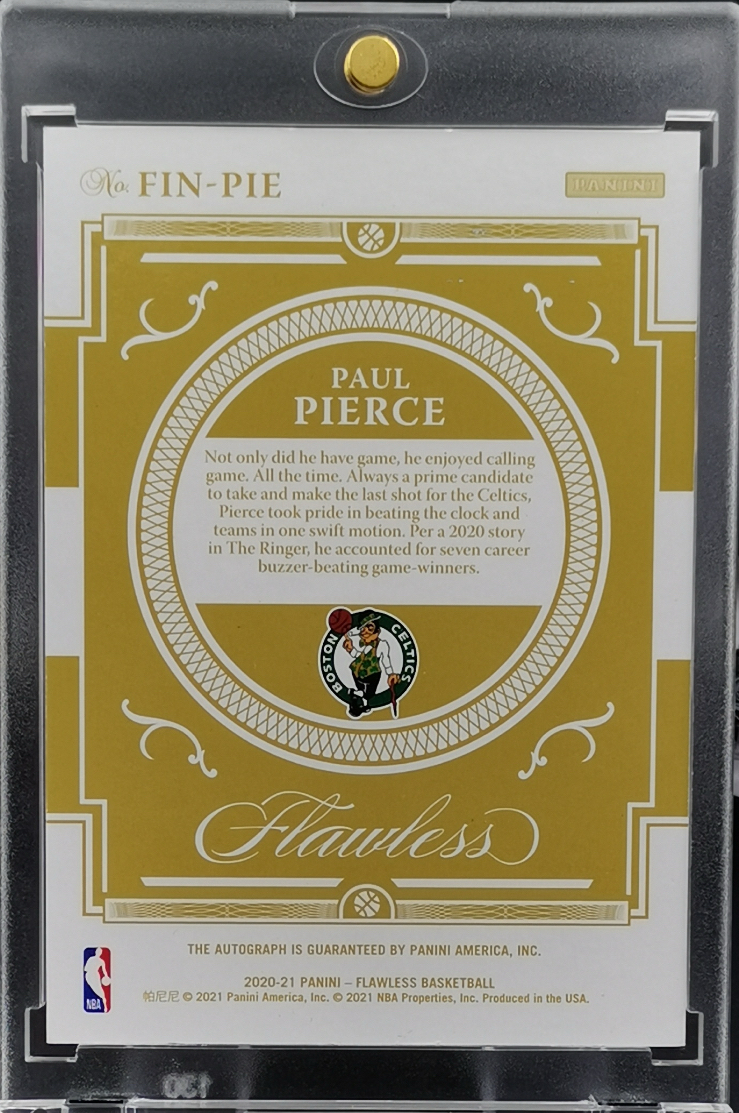 No. FIN-PIE
PANINI
PAUL
PIERCE
Not only did he have game, he enjoyed calling
game. All the time. Always a prime candidate
to take and make the last shot for the Celtics,
Pierce took pride in beating the clock and
teams in one swift motion. Per a 2020 story
in The Ringer, he accounted for seven career
buzzer-beating game-winners.
BOSTON CELTICS
Flawless
THE AUTOGRAPH IS GUARANTEED BY PANINI AMERICA, INC.
2020-21 PANINI – FLAWLESS BASKETBALL
帕尼尼 © 2021 Panini America, Inc. © 2021 NBA Properties, Inc. Produced in the USA.
NBA